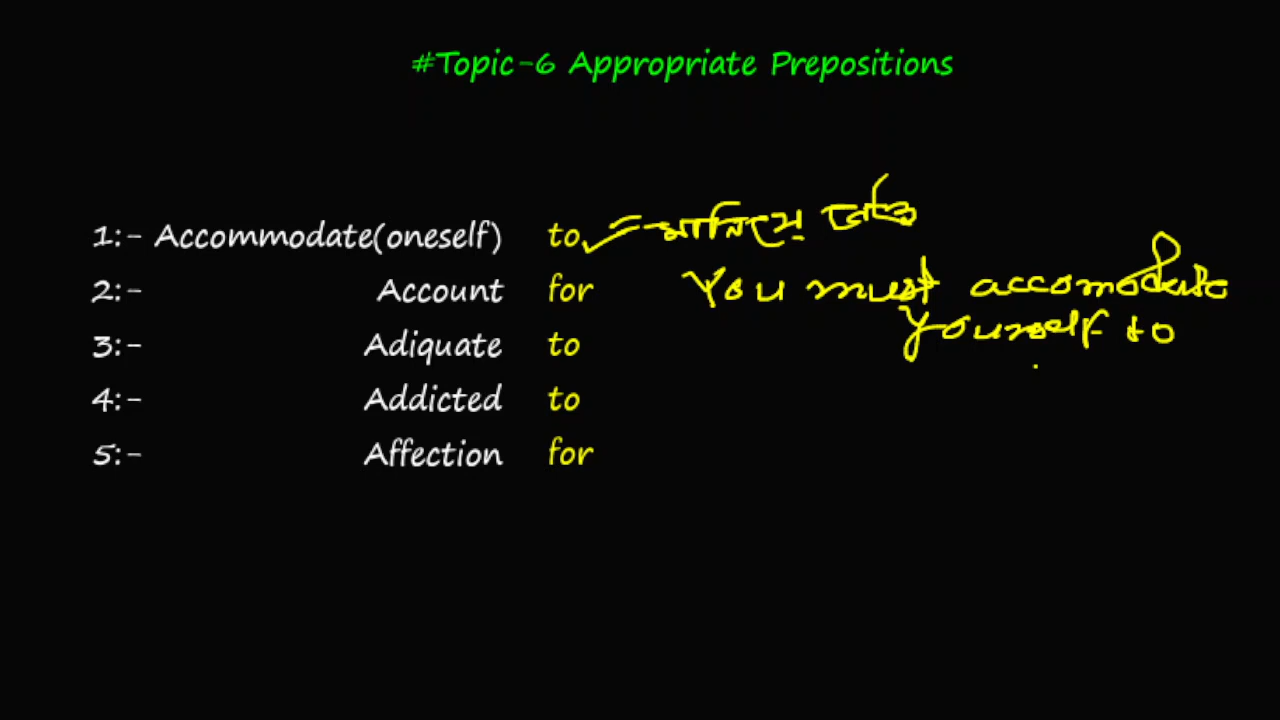 #Topic-6 Appropriate Prepositions
1:- Accommodate(oneself) to = মানিয়ে
2:- Account for
You must accomodate
3:- Adiquate to
yourself to
4:- Addicted to
5:- Affection for